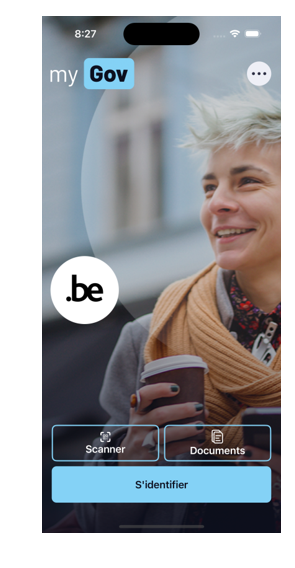 8:27
my Gov
.be
Scanner
Documents
S'identifier